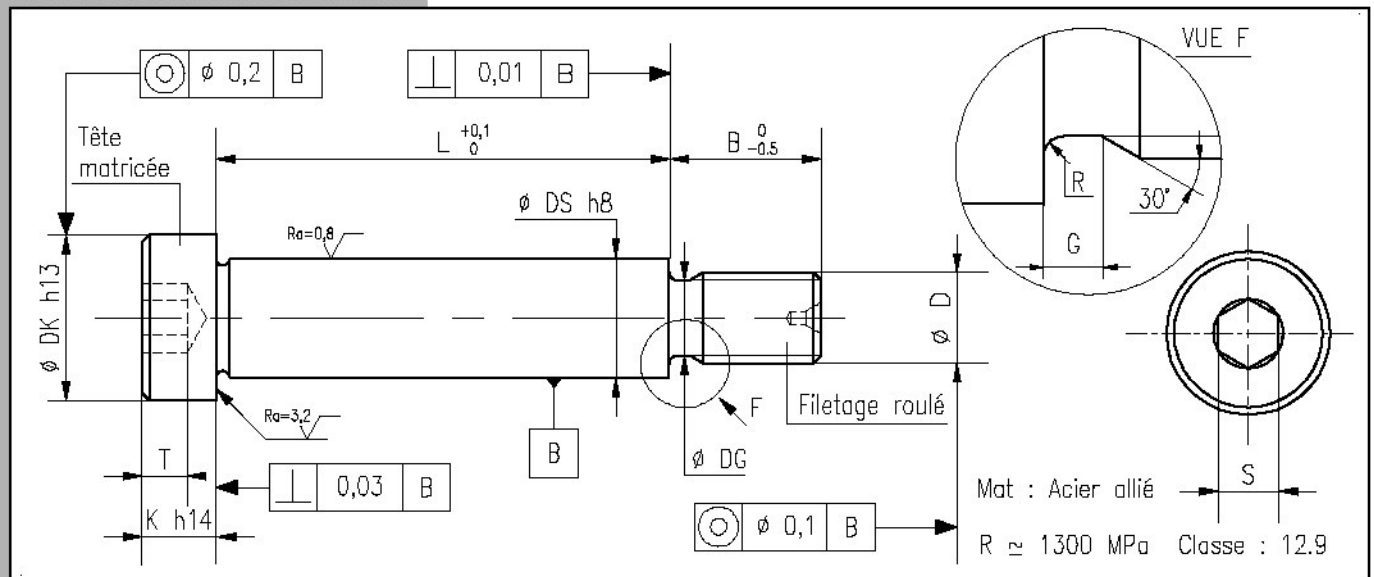 VUE F
⌾ ϕ 0,2 B
⊥ 0,01 B
Tête
matricée
L +0,1 0
B 0 -0.5
R
30°
G
ϕ DS h8
Ra=0,8
ϕ DK h13
ϕ D
Ra=3,2
F
Filetage roulé
B
ϕ DG
T
⊥ 0,03 B
K h14
⌾ ϕ 0,1 B
S
Mat : Acier allié
R ≃ 1300 MPa Classe : 12.9